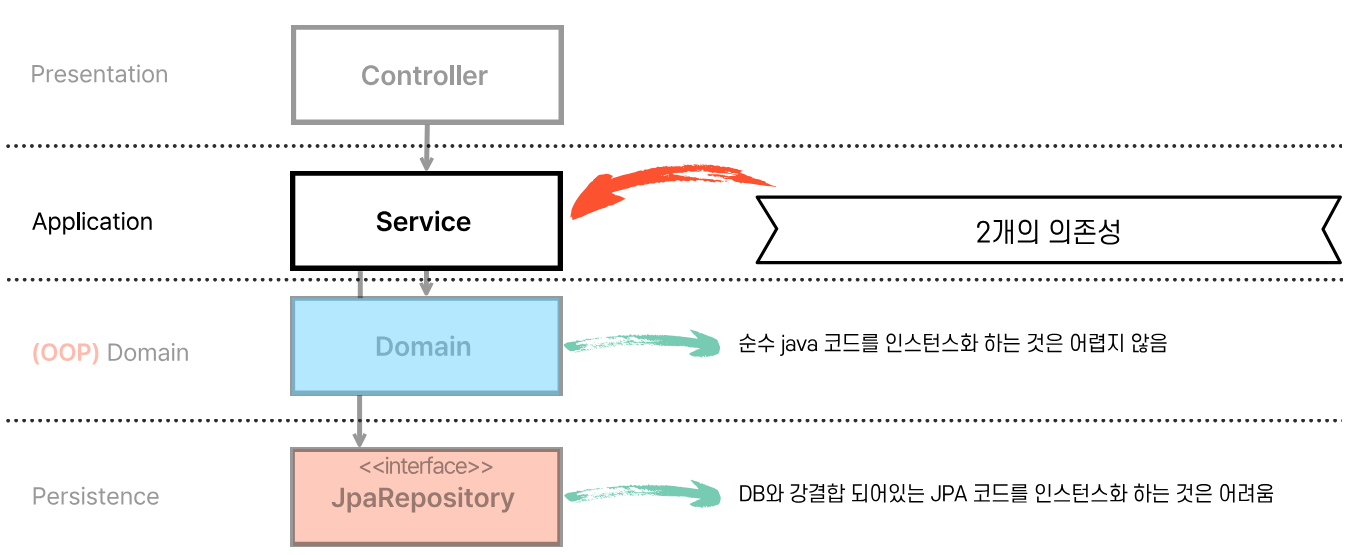 Presentation
Controller
Application
Service
2개의 의존성
(OOP) Domain
Domain
순수 java 코드를 인스턴스화 하는 것은 어렵지 않음
Persistence
<<interface>>
JpaRepository
DB와 강결합 되어있는 JPA 코드를 인스턴스화 하는 것은 어려움